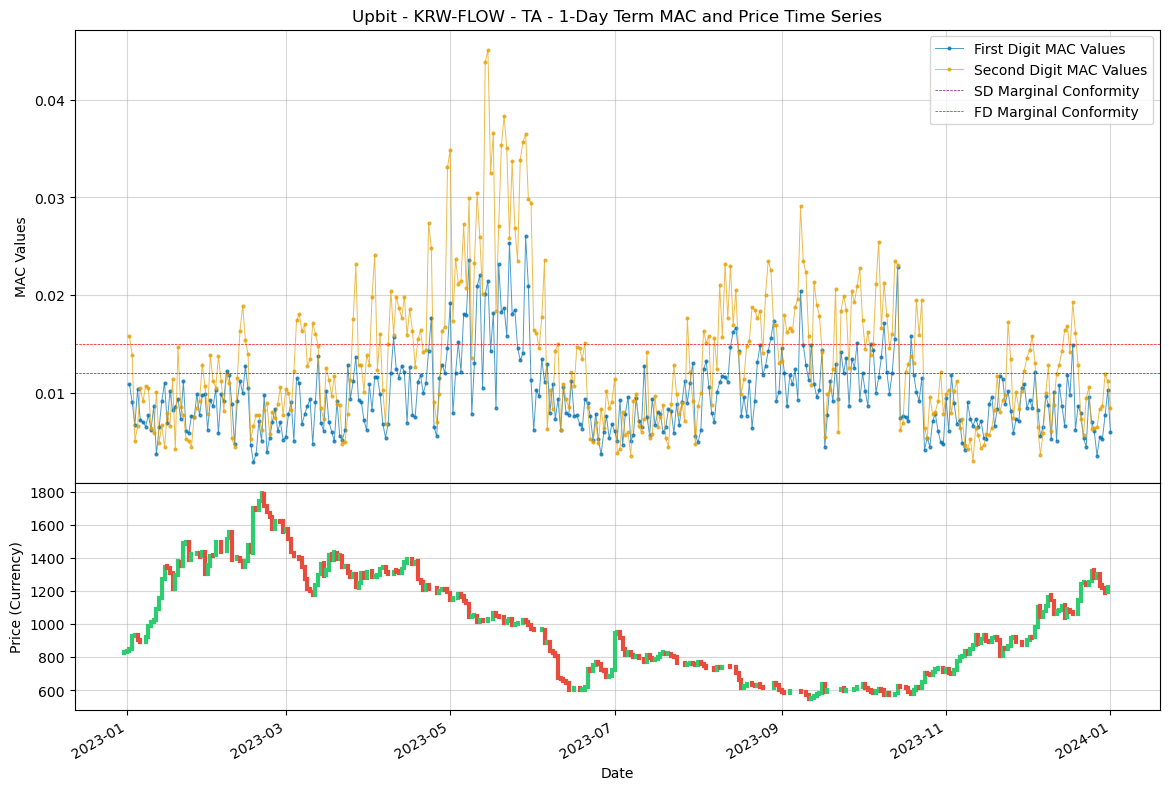 Upbit - KRW-FLOW - TA - 1-Day Term MAC and Price Time Series
First Digit MAC Values
Second Digit MAC Values
SD Marginal Conformity
FD Marginal Conformity
MAC Values
0.04
0.03
0.02
0.01
Price (Currency)
1800
1600
1400
1200
1000
800
600
2023-01
2023-03
2023-05
2023-07
2023-09
2023-11
2024-01
Date